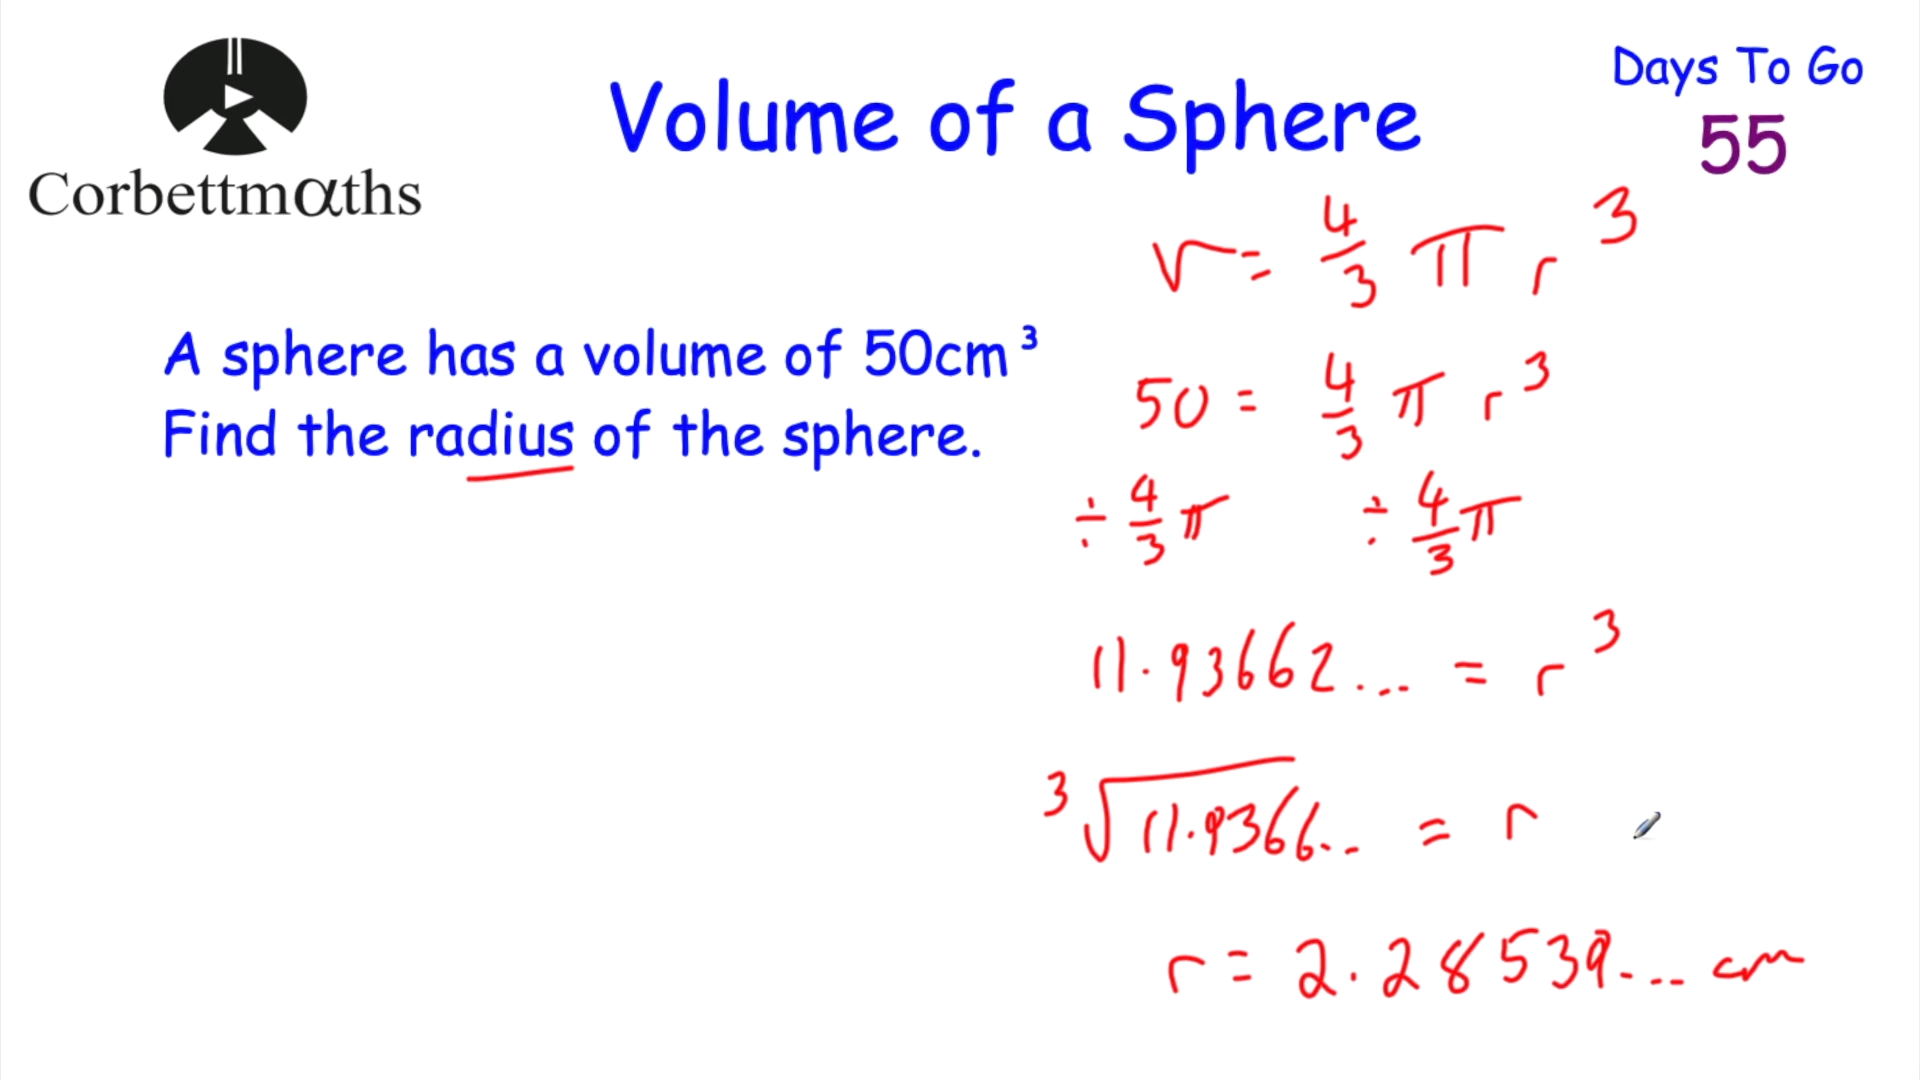 Corbettmαths
Volume of a Sphere
Days To Go
55
A sphere has a volume of 50cm³
Find the radius of the sphere.
V = 4/3 π r³
50 = 4/3 π r³
÷ 4/3 π ÷ 4/3 π
11.93662... = r³
³√11.9366... = r
r = 2.28539... cm